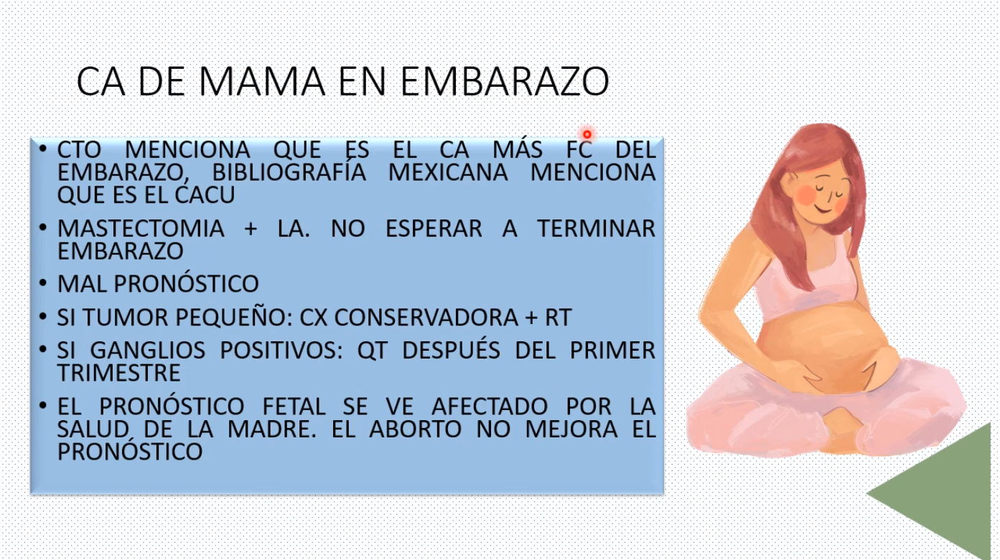 CA DE MAMA EN EMBARAZO
• CTO MENCIONA QUE ES EL CA MÁS FC DEL
EMBARAZO, BIBLIOGRAFÍA MEXICANA MENCIONA
QUE ES EL CACU
• MASTECTOMIA + LA. NO ESPERAR A TERMINAR
EMBARAZO
• MAL PRONÓSTICO
• SI TUMOR PEQUEÑO: CX CONSERVADORA + RT
• SI GANGLIOS POSITIVOS: QT DESPUÉS DEL PRIMER
TRIMESTRE
• EL PRONÓSTICO FETAL SE VE AFECTADO POR LA
SALUD DE LA MADRE. EL ABORTO NO MEJORA EL
PRONÓSTICO